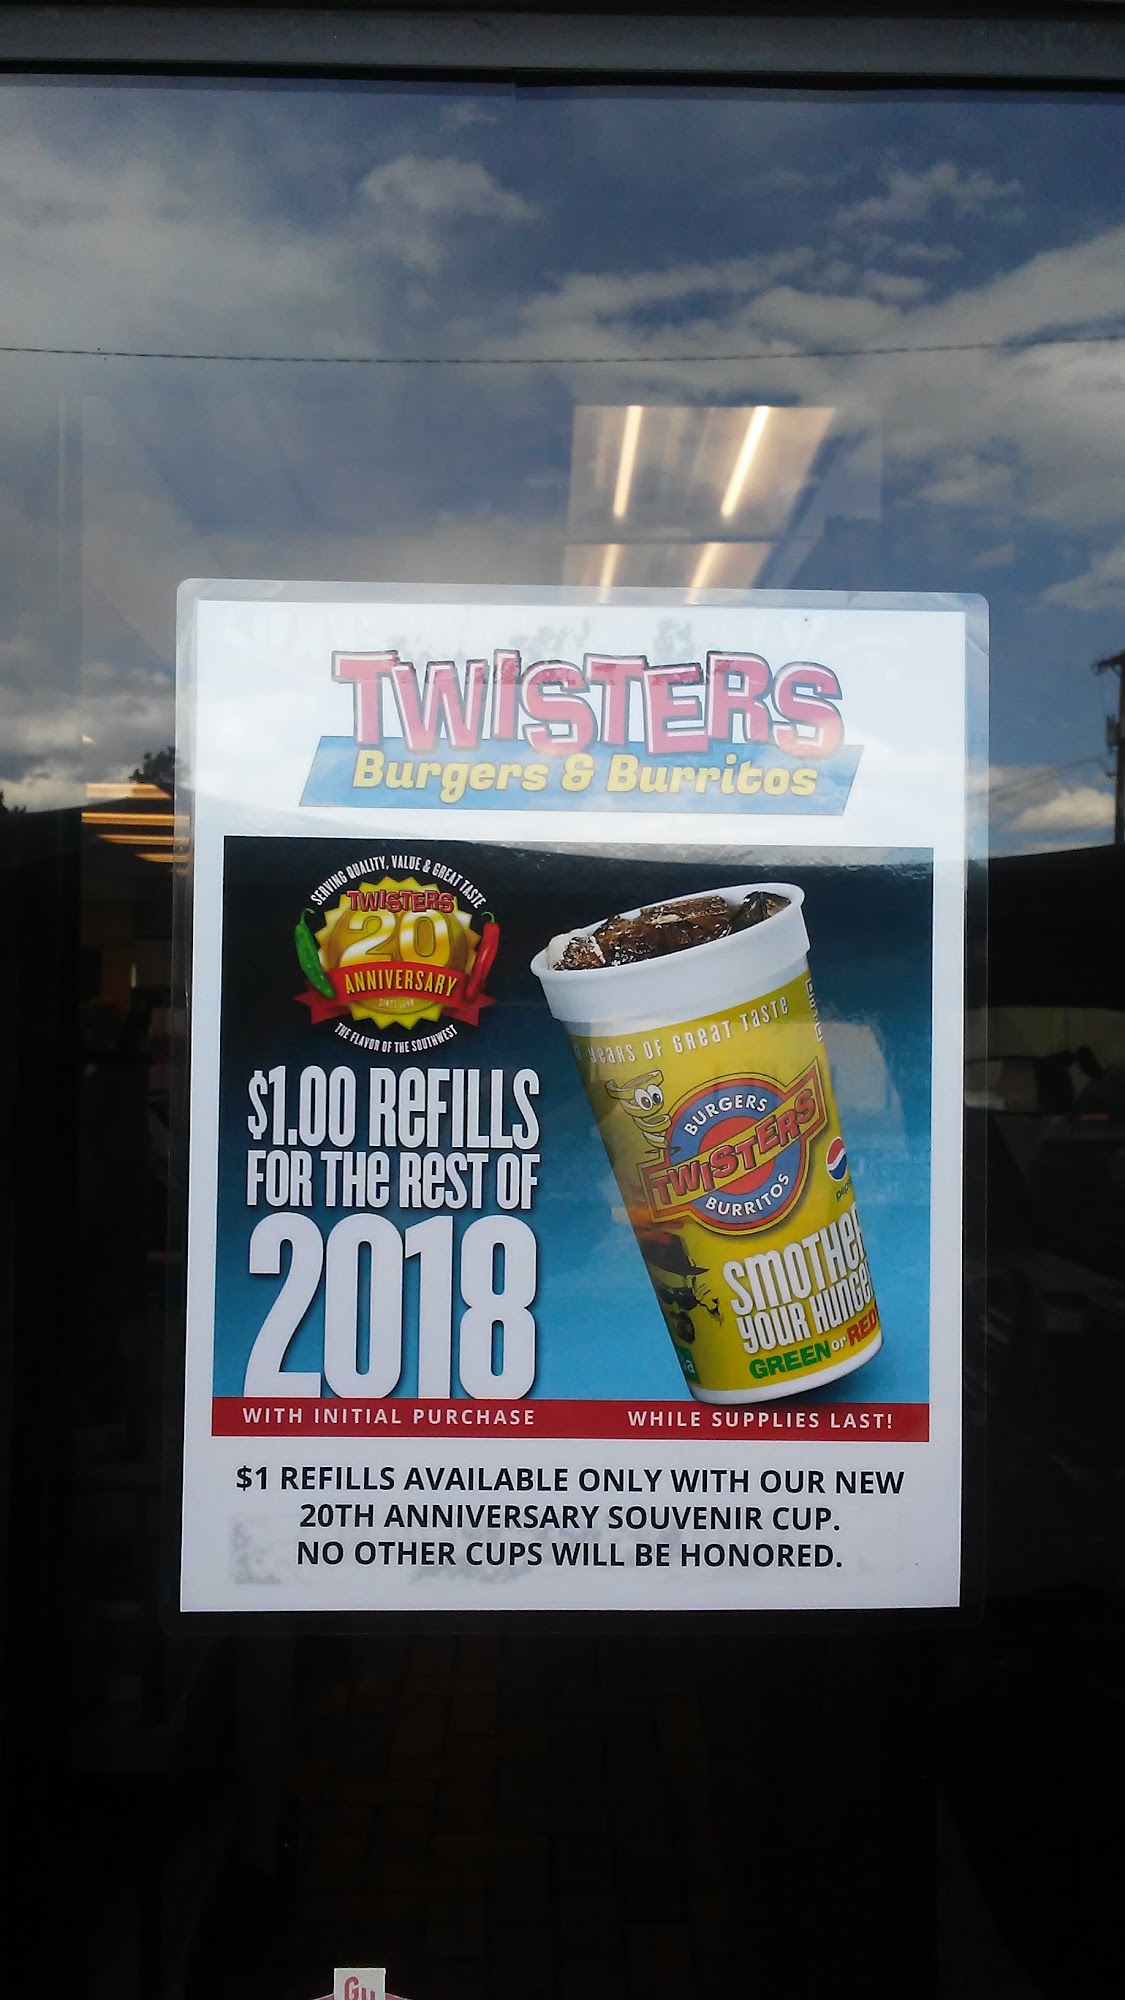 TWISTERS
Burgers & Burritos
SERVING QUALITY, VALUE & GREAT TASTE
TWISTERS
20
ANNIVERSARY
THE FLAVOR OF THE SOUTHWEST
$1.00 REFILLS
FOR THE REST OF
2018
YEARS OF GREAT TASTE
BURGERS
TWISTERS
BURRITOS
SMOTHER
YOUR HUNGE
GREEN or RED
WITH INITIAL PURCHASE
WHILE SUPPLIES LAST!
$1 REFILLS AVAILABLE ONLY WITH OUR NEW
20TH ANNIVERSARY SOUVENIR CUP.
NO OTHER CUPS WILL BE HONORED.